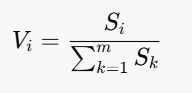 V_i = \frac{S_i}{\sum_{k=1}^{m} S_k}